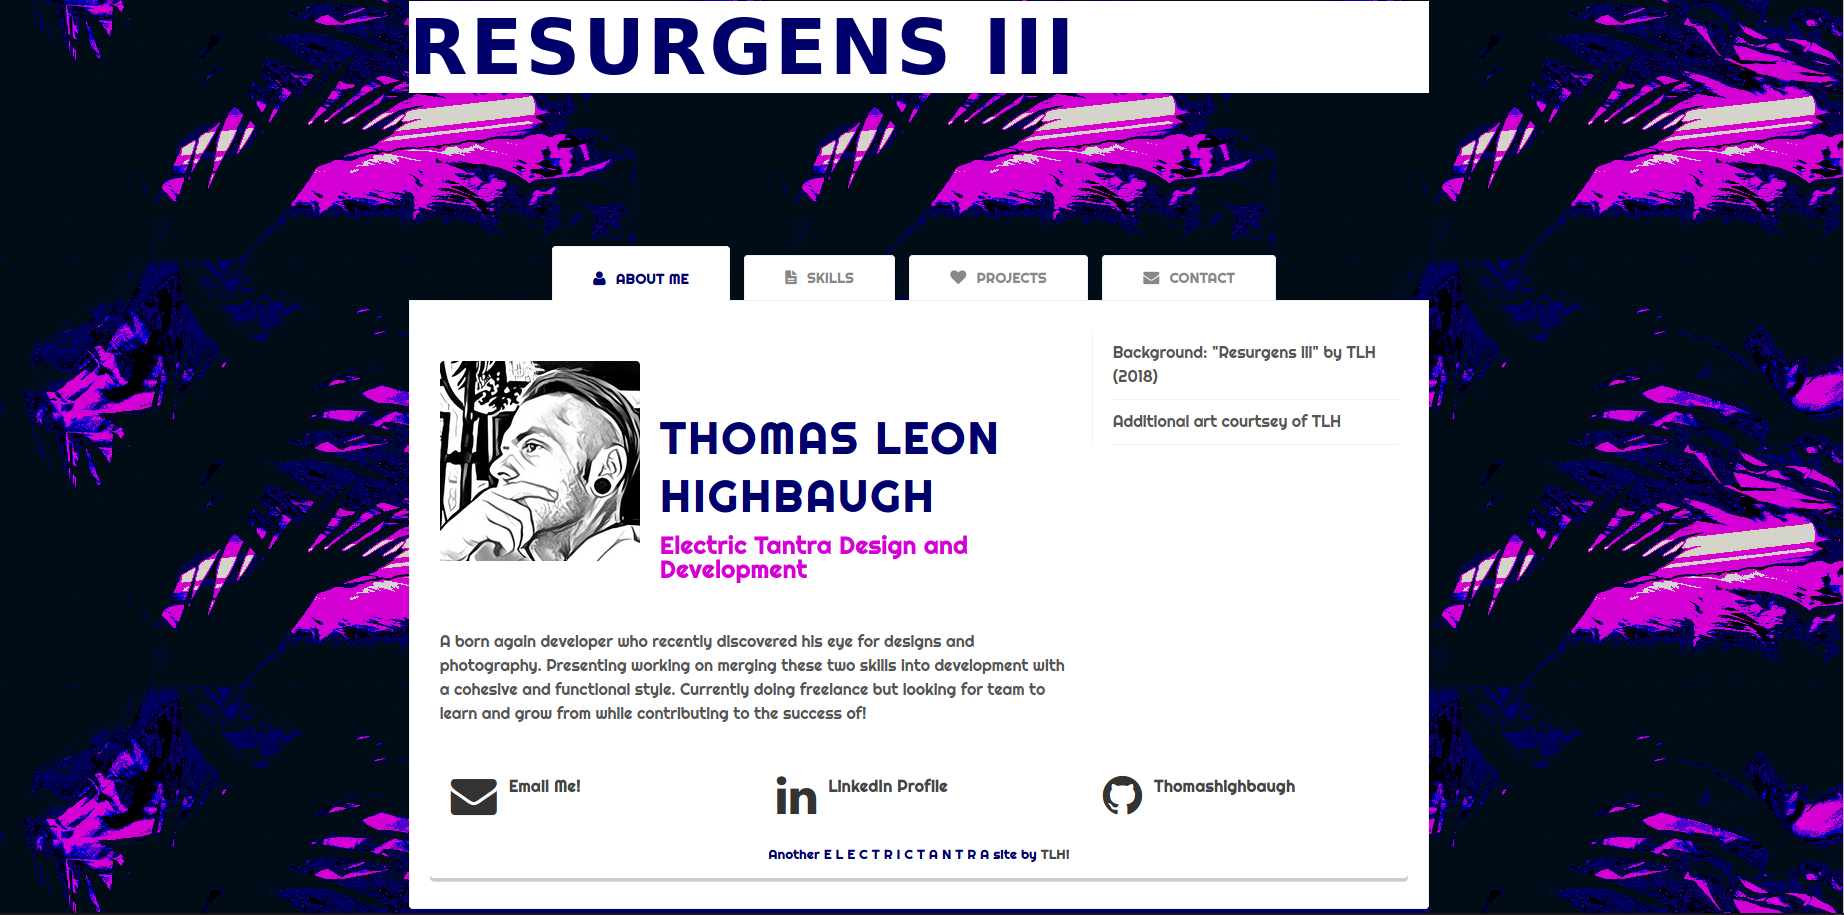 RESURGENS III
ABOUT ME
SKILLS
PROJECTS
CONTACT
Background: "Resurgens iii" by TLH
(2018)
Additional art courtsey of TLH
THOMAS LEON
HIGHBAUGH
Electric Tantra Design and
Development
A born again developer who recently discovered his eye for designs and
photography. Presenting working on merging these two skills into development with
a cohesive and functional style. Currently doing freelance but looking for team to
learn and grow from while contributing to the success of!
Email Me!
LinkedIn Profile
Thomashighbaugh
Another E L E C T R I C T A N T R A site by TLH!